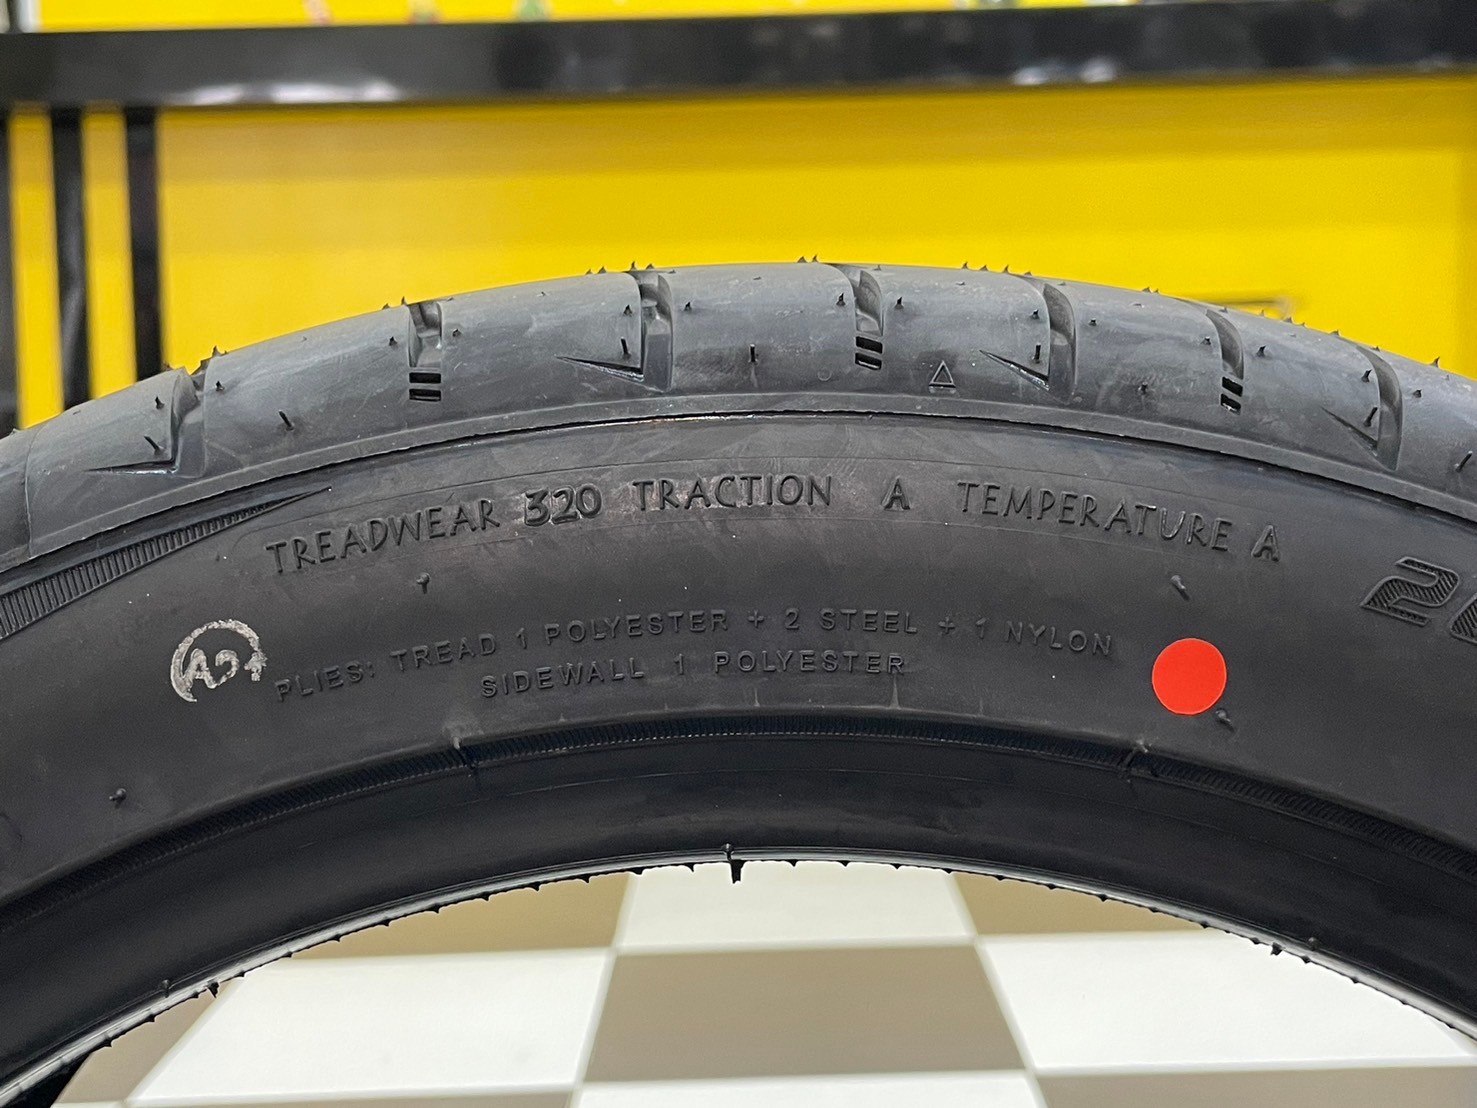 TREADWEAR 320 TRACTION A TEMPERATURE A
PLIES: TREAD 1 POLYESTER + 2 STEEL + 1 NYLON
SIDEWALL 1 POLYESTER